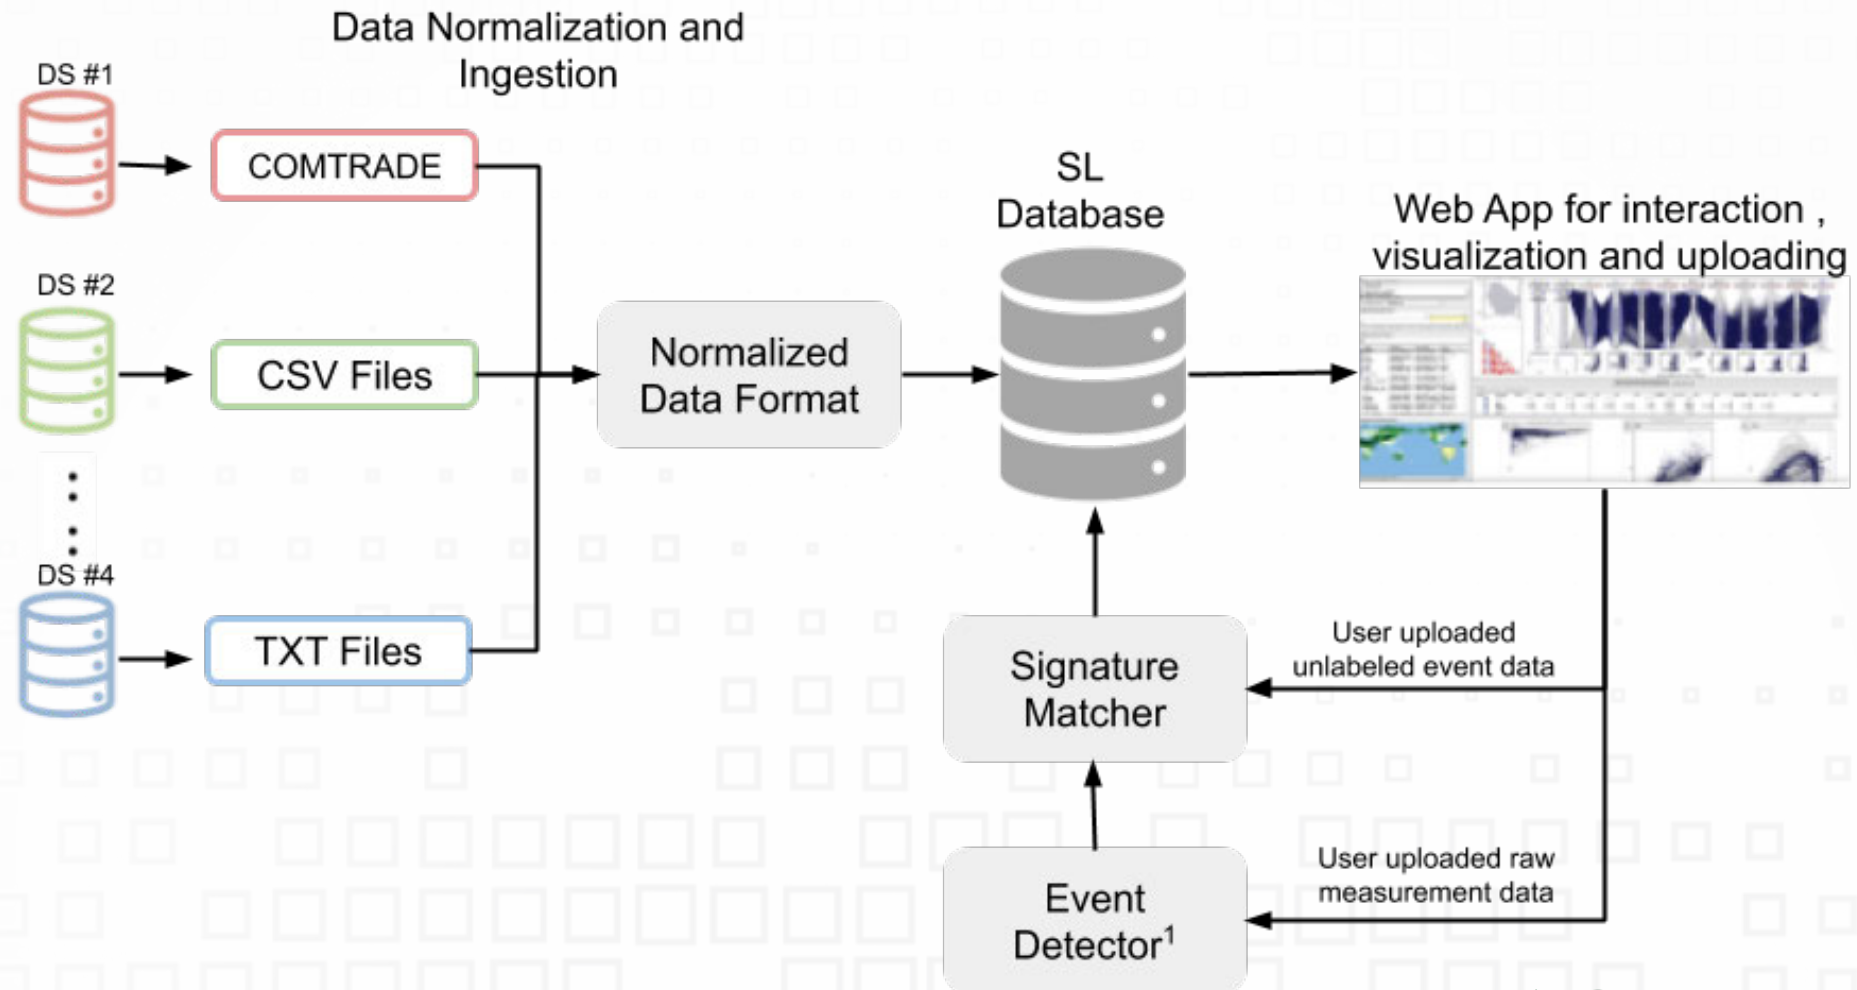 Data Normalization and
Ingestion
DS #1
COMTRADE
DS #2
CSV Files
DS #4
TXT Files
Normalized
Data Format
SL
Database
Web App for interaction ,
visualization and uploading
Signature
Matcher
User uploaded
unlabeled event data
Event
Detector¹
User uploaded raw
measurement data